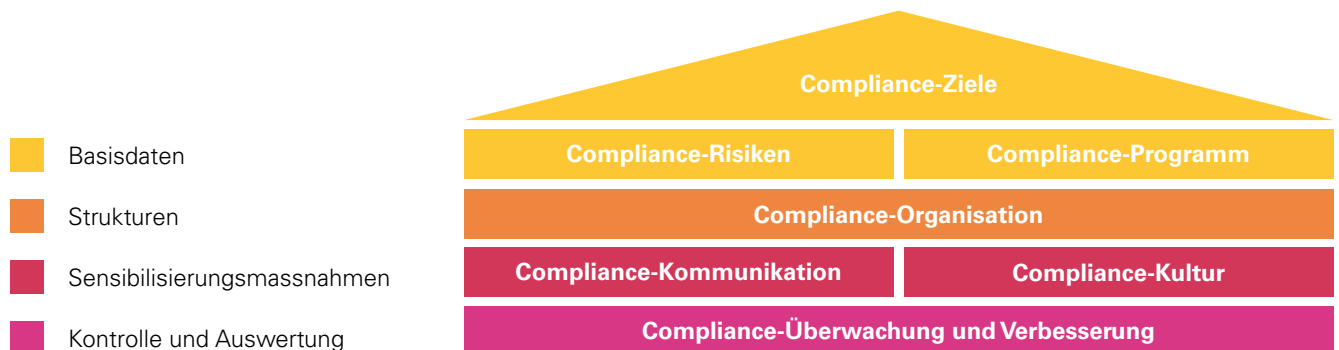 Compliance-Ziele
Basisdaten
Compliance-Risiken
Compliance-Programm
Strukturen
Compliance-Organisation
Sensibilisierungsmassnahmen
Compliance-Kommunikation
Compliance-Kultur
Kontrolle und Auswertung
Compliance-Überwachung und Verbesserung